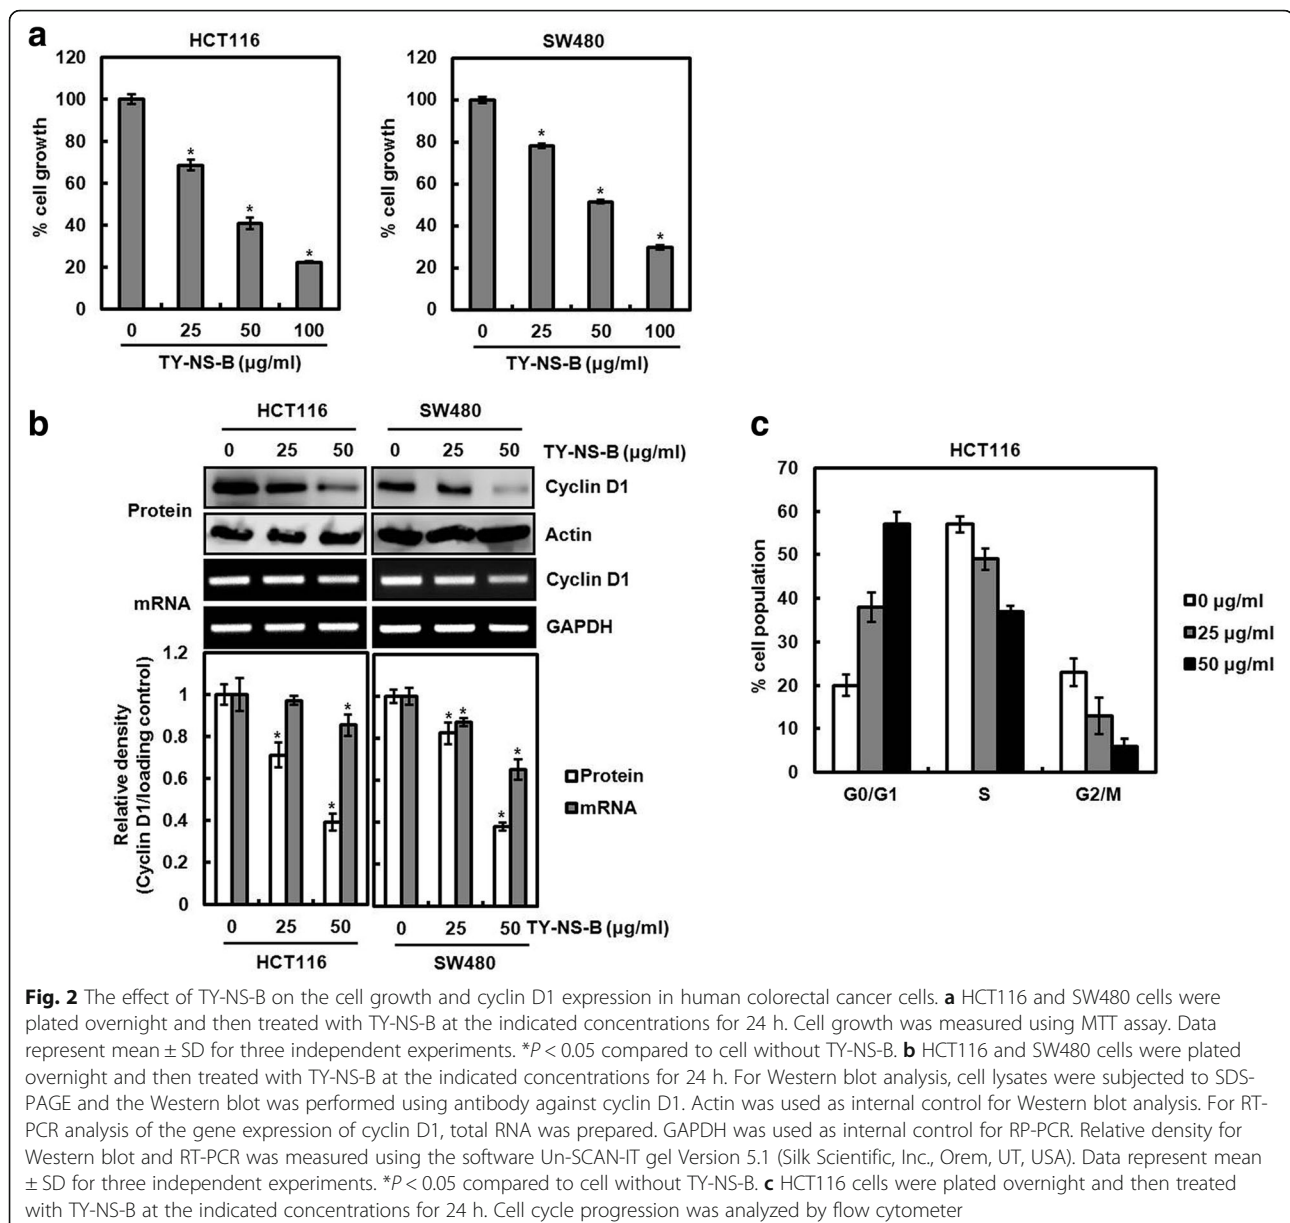 a
HCT116
SW480
120
100
80
60
40
20
0
% cell growth
*
*
*
0 25 50 100
TY-NS-B (µg/ml)
120
100
80
60
40
20
0
% cell growth
*
*
*
0 25 50 100
TY-NS-B (µg/ml)
b
HCT116 SW480
0 25 50 0 25 50 TY-NS-B (µg/ml)
Protein
Cyclin D1
Actin
mRNA
Cyclin D1
GAPDH
Relative density
(Cyclin D1/loading control)
1.2
1
0.8
0.6
0.4
0.2
0
*
*
*
*
*
*
*
Protein
mRNA
0 25 50 0 25 50 TY-NS-B (µg/ml)
HCT116 SW480
c
HCT116
% cell population
70
60
50
40
30
20
10
0
G0/G1 S G2/M
0 µg/ml
25 µg/ml
50 µg/ml
Fig. 2 The effect of TY-NS-B on the cell growth and cyclin D1 expression in human colorectal cancer cells. a HCT116 and SW480 cells were
plated overnight and then treated with TY-NS-B at the indicated concentrations for 24 h. Cell growth was measured using MTT assay. Data
represent mean ± SD for three independent experiments. *P < 0.05 compared to cell without TY-NS-B. b HCT116 and SW480 cells were plated
overnight and then treated with TY-NS-B at the indicated concentrations for 24 h. For Western blot analysis, cell lysates were subjected to SDS-
PAGE and the Western blot was performed using antibody against cyclin D1. Actin was used as internal control for Western blot analysis. For RT-
PCR analysis of the gene expression of cyclin D1, total RNA was prepared. GAPDH was used as internal control for RP-PCR. Relative density for
Western blot and RT-PCR was measured using the software Un-SCAN-IT gel Version 5.1 (Silk Scientific, Inc., Orem, UT, USA). Data represent mean
± SD for three independent experiments. *P < 0.05 compared to cell without TY-NS-B. c HCT116 cells were plated overnight and then treated
with TY-NS-B at the indicated concentrations for 24 h. Cell cycle progression was analyzed by flow cytometer